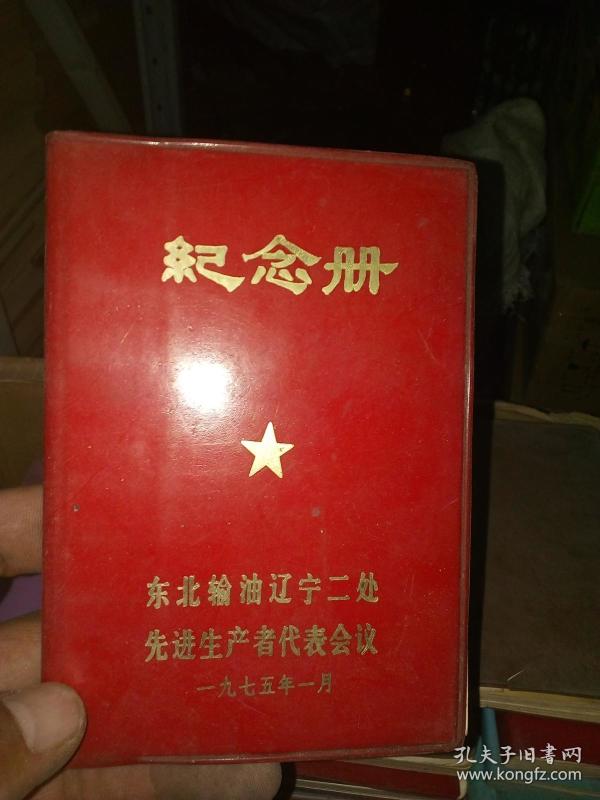 紀念册
东北输油辽宁二处
先进生产者代表会议
一九七五年一月
孔夫子旧書网
www.kongfz.com